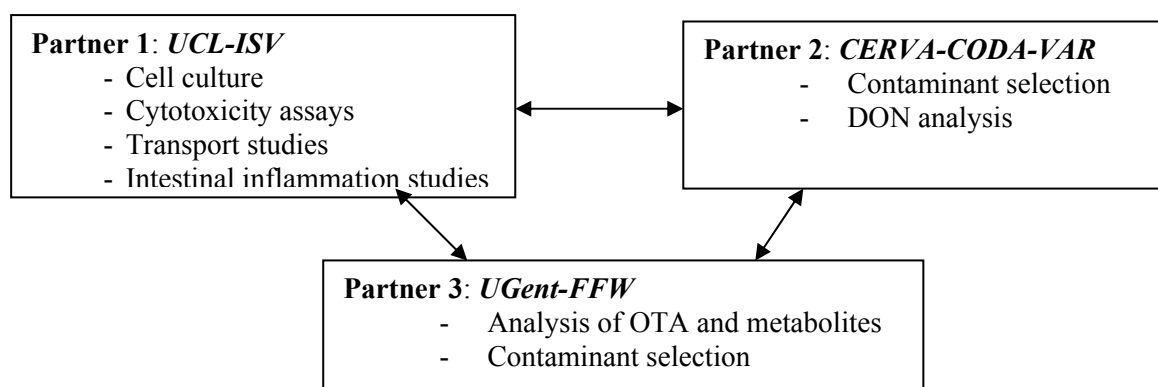 Partner 1: UCL-ISV
- Cell culture
- Cytotoxicity assays
- Transport studies
- Intestinal inflammation studies
Partner 2: CERVA-CODA-VAR
- Contaminant selection
- DON analysis
Partner 3: UGent-FFW
- Analysis of OTA and metabolites
- Contaminant selection